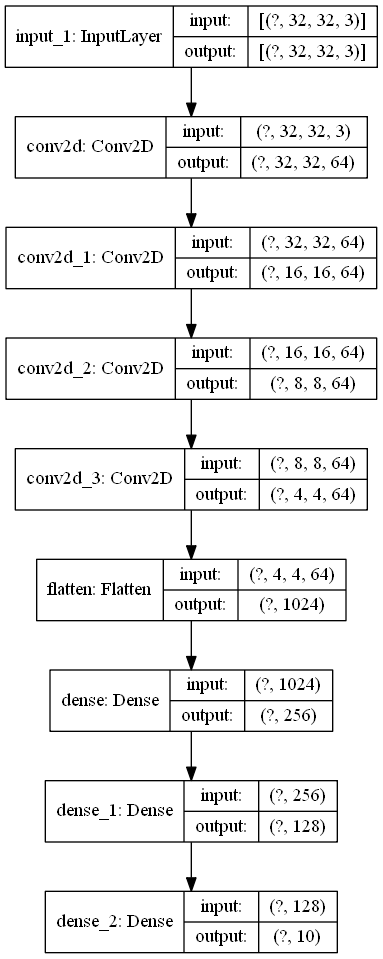 input_1: InputLayer
input: [(?, 32, 32, 3)]
output: [(?, 32, 32, 3)]
conv2d: Conv2D
input: (?, 32, 32, 3)
output: (?, 32, 32, 64)
conv2d_1: Conv2D
input: (?, 32, 32, 64)
output: (?, 16, 16, 64)
conv2d_2: Conv2D
input: (?, 16, 16, 64)
output: (?, 8, 8, 64)
conv2d_3: Conv2D
input: (?, 8, 8, 64)
output: (?, 4, 4, 64)
flatten: Flatten
input: (?, 4, 4, 64)
output: (?, 1024)
dense: Dense
input: (?, 1024)
output: (?, 256)
dense_1: Dense
input: (?, 256)
output: (?, 128)
dense_2: Dense
input: (?, 128)
output: (?, 10)